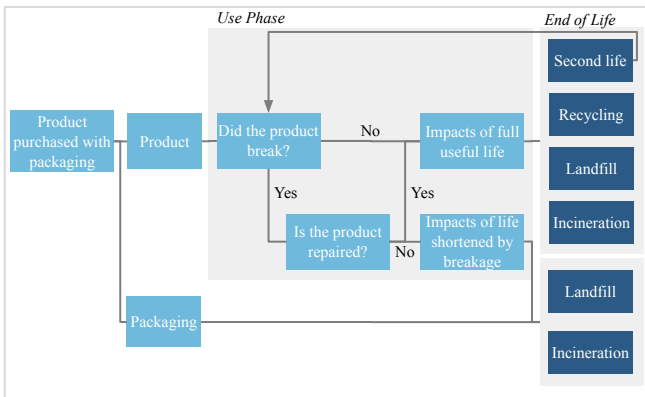 Use Phase
End of Life
Second life
Product
purchased with
packaging
Product
Did the product
break?
No
Impacts of full
useful life
Recycling
Landfill
Yes
Yes
Is the product
repaired?
No
Impacts of life
shortened by
breakage
Incineration
Packaging
Landfill
Incineration